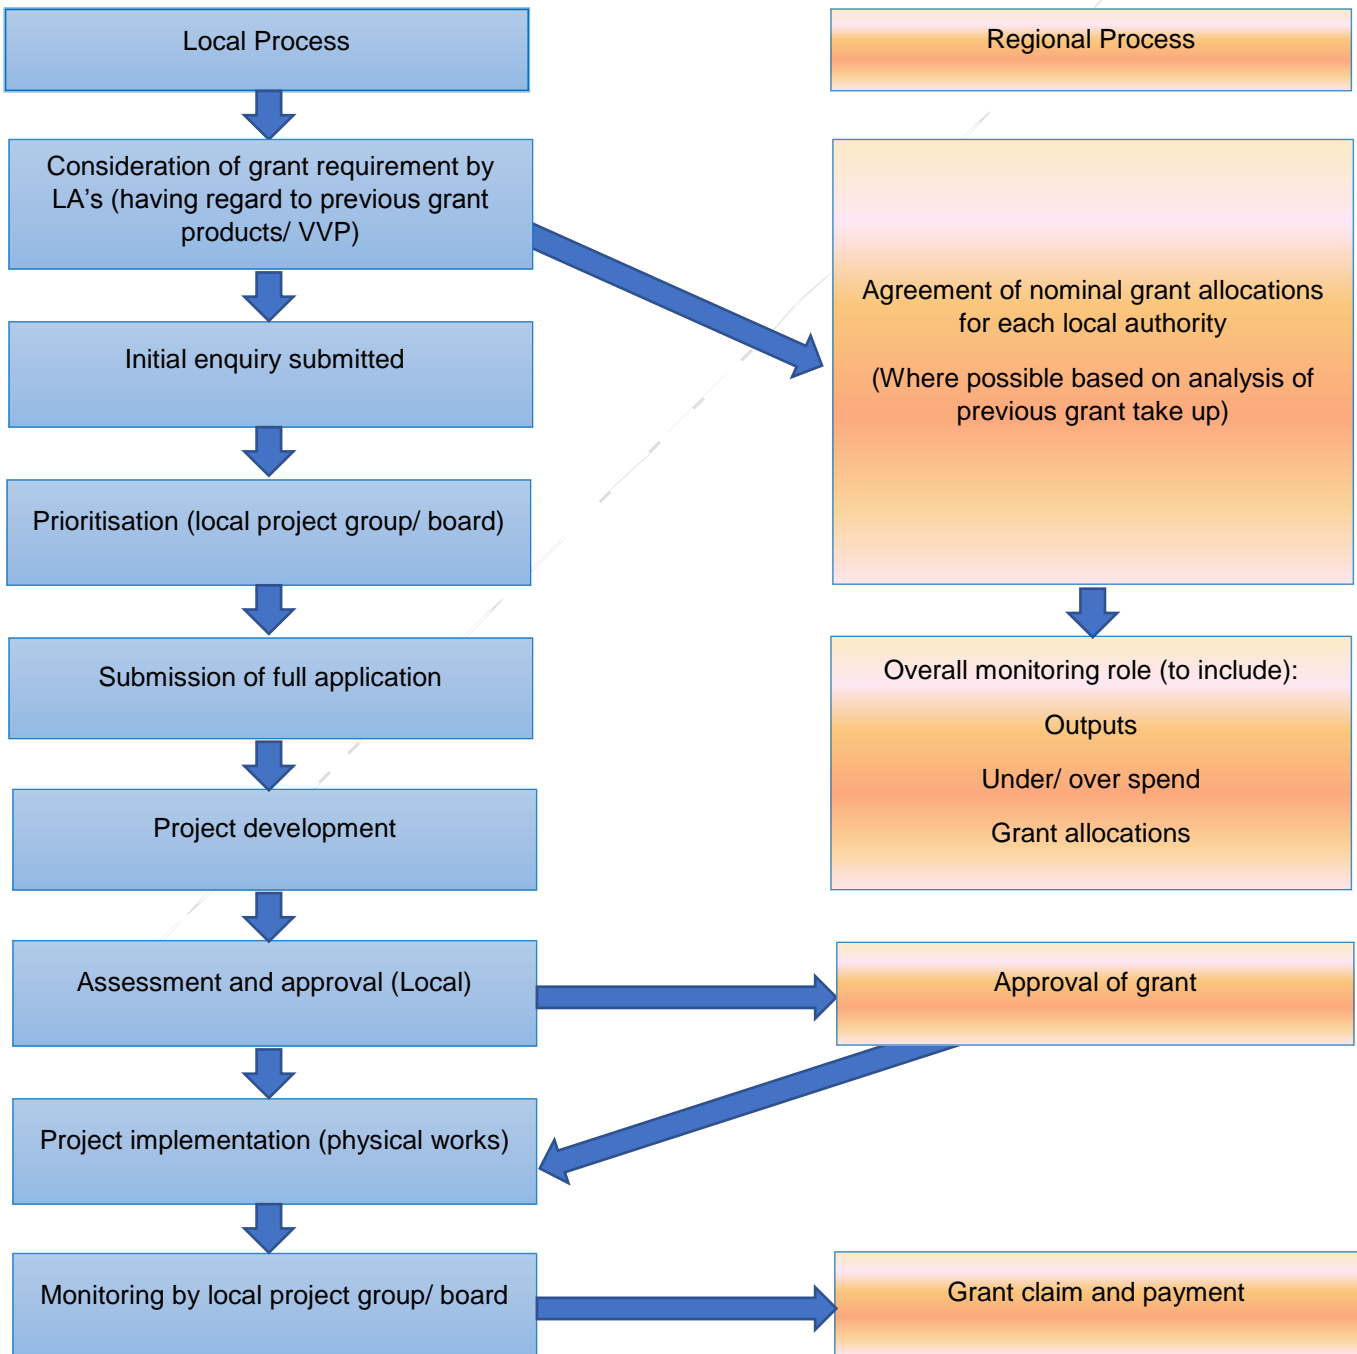 Local Process
Regional Process
Consideration of grant requirement by
LA’s (having regard to previous grant
products/ VVP)
Initial enquiry submitted
Prioritisation (local project group/ board)
Submission of full application
Project development
Agreement of nominal grant allocations
for each local authority
(Where possible based on analysis of
previous grant take up)
Overall monitoring role (to include):
Outputs
Under/ over spend
Grant allocations
Assessment and approval (Local)
Approval of grant
Project implementation (physical works)
Monitoring by local project group/ board
Grant claim and payment